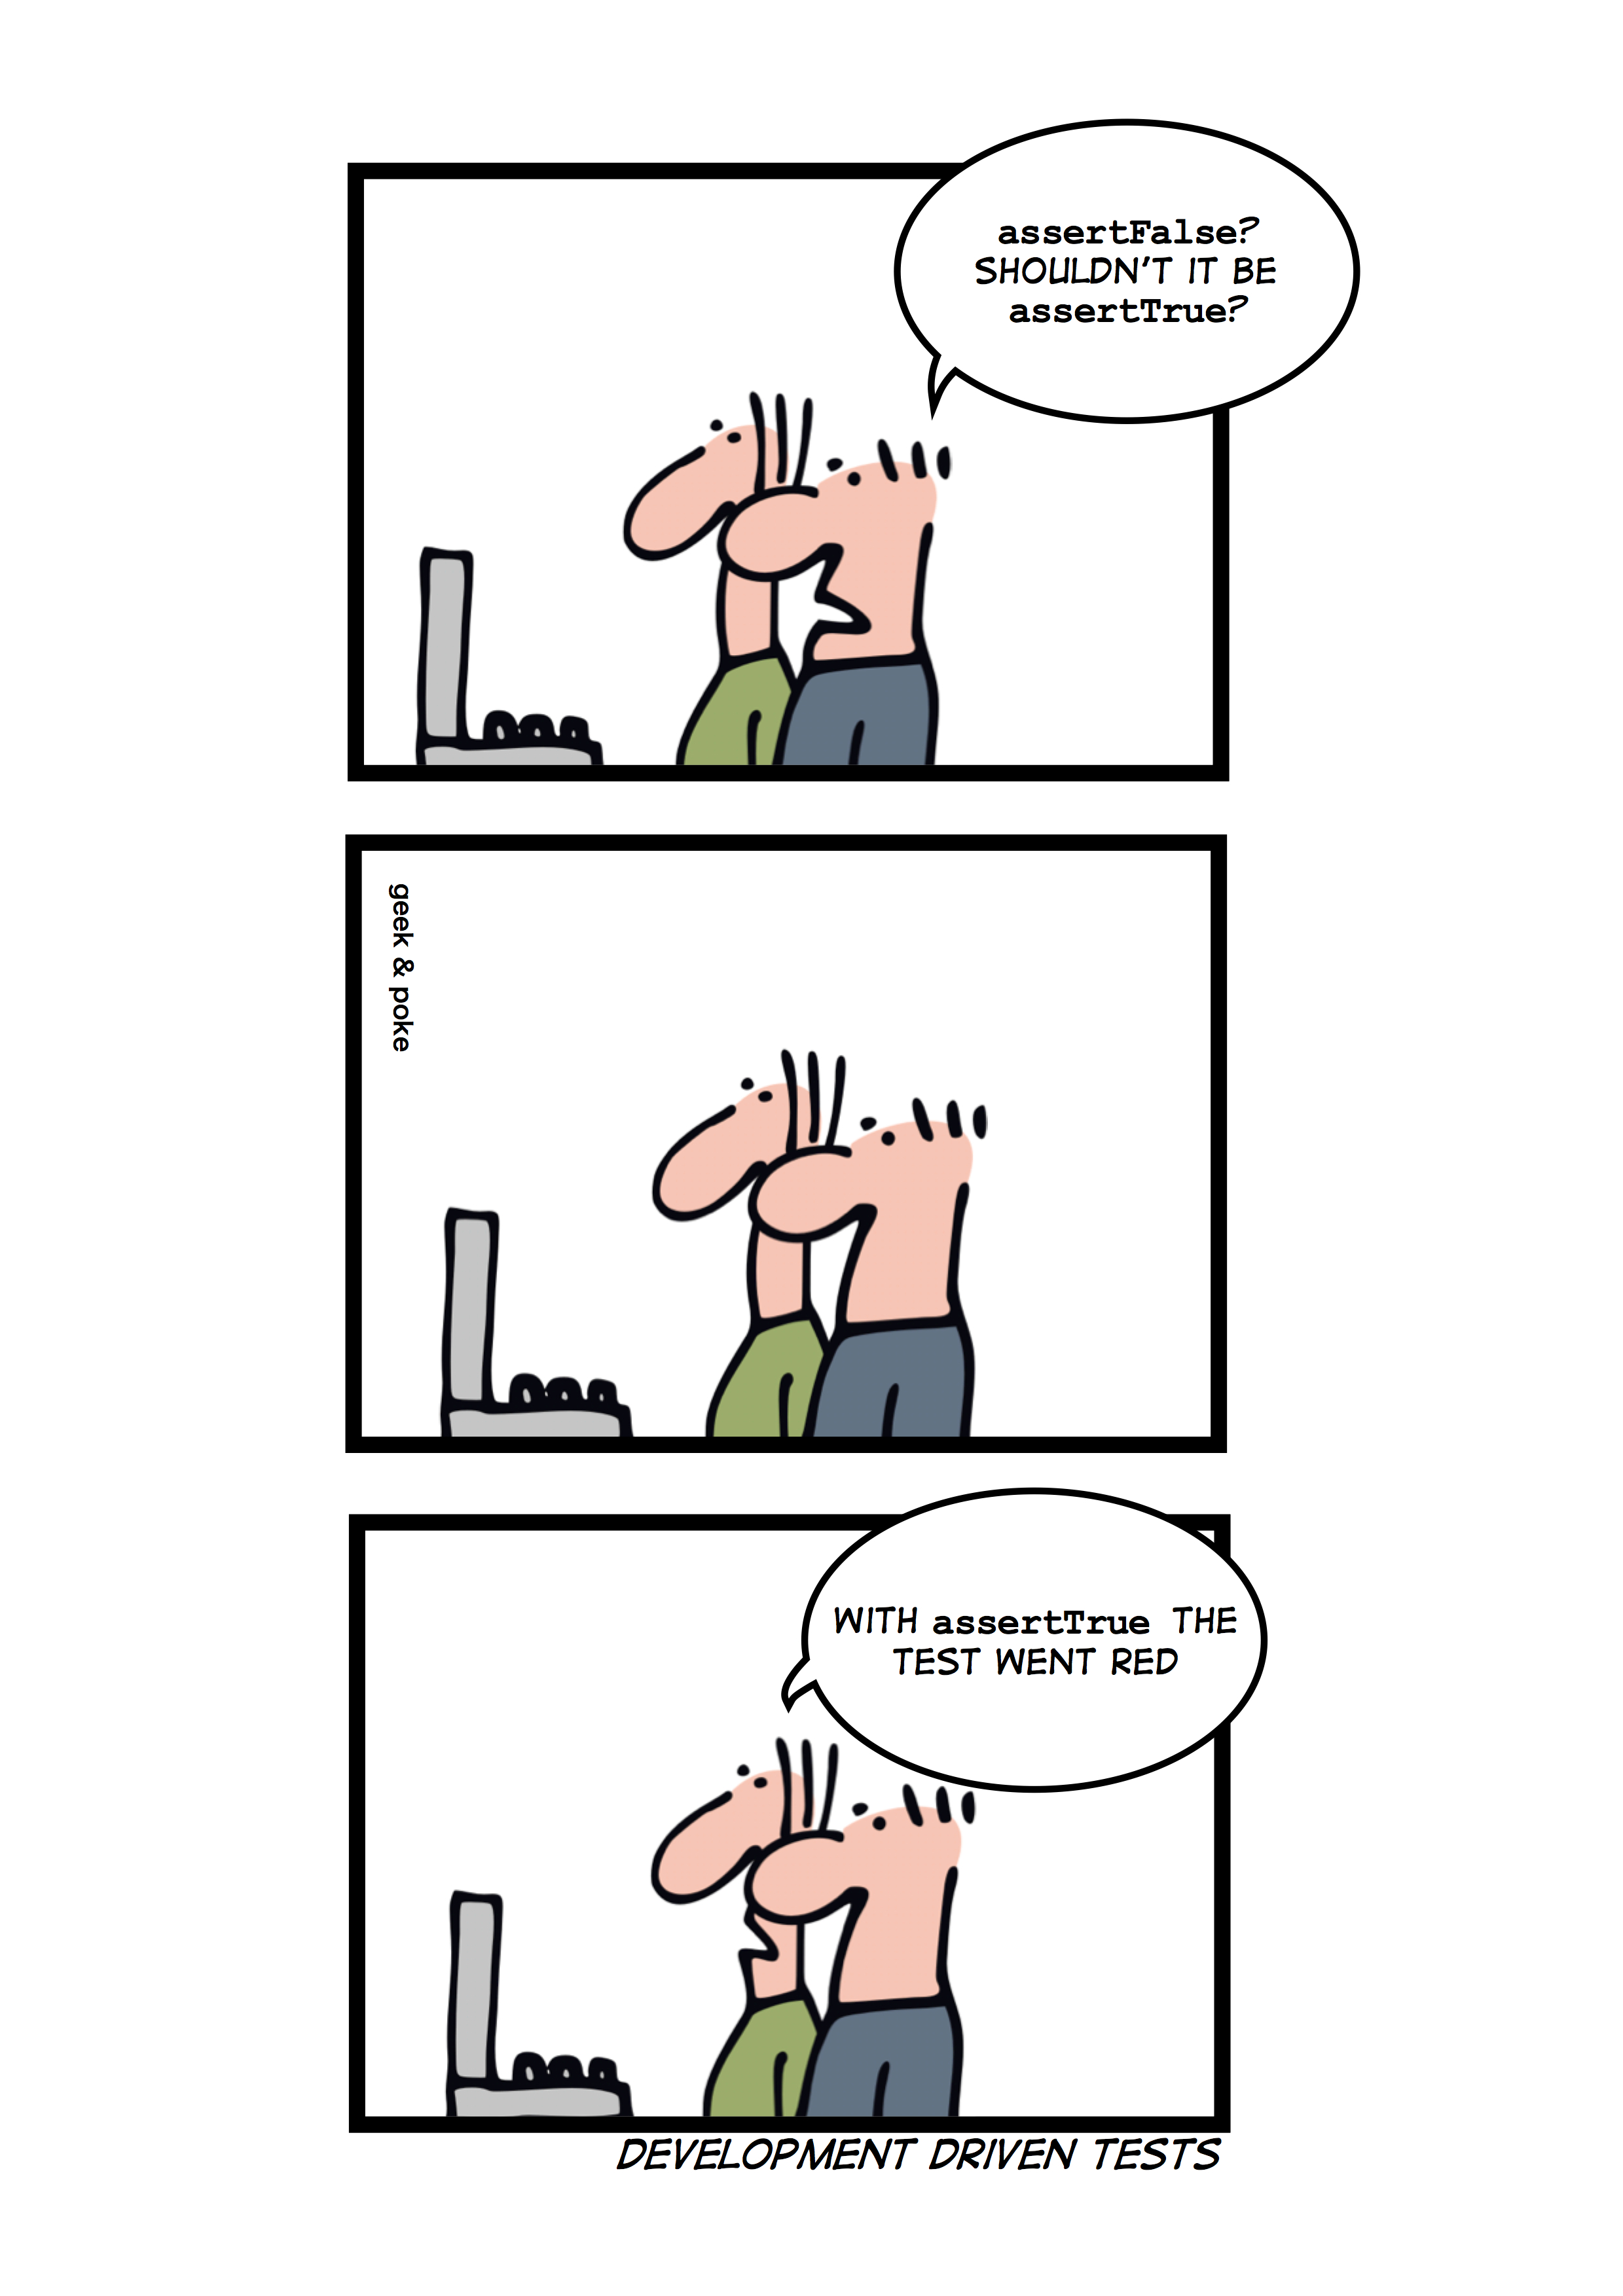 assertFalse?
SHOULDN'T IT BE
assertTrue?
geek & poke
WITH assertTrue THE
TEST WENT RED
DEVELOPMENT DRIVEN TESTS